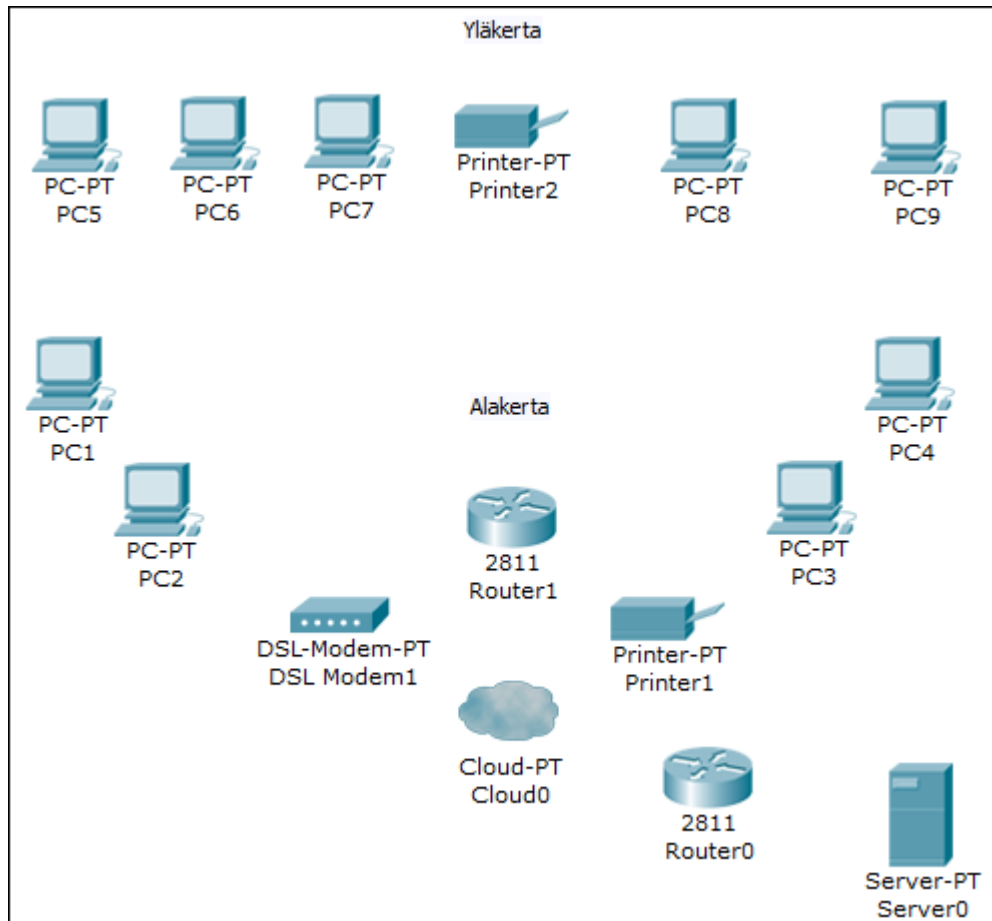 Yläkerta
PC-PT
PC5
PC-PT
PC6
PC-PT
PC7
Printer-PT
Printer2
PC-PT
PC8
PC-PT
PC9
PC-PT
PC1
Alakerta
PC-PT
PC4
PC-PT
PC2
2811
Router1
PC-PT
PC3
DSL-Modem-PT
DSL Modem1
Printer-PT
Printer1
Cloud-PT
Cloud0
2811
Router0
Server-PT
Server0